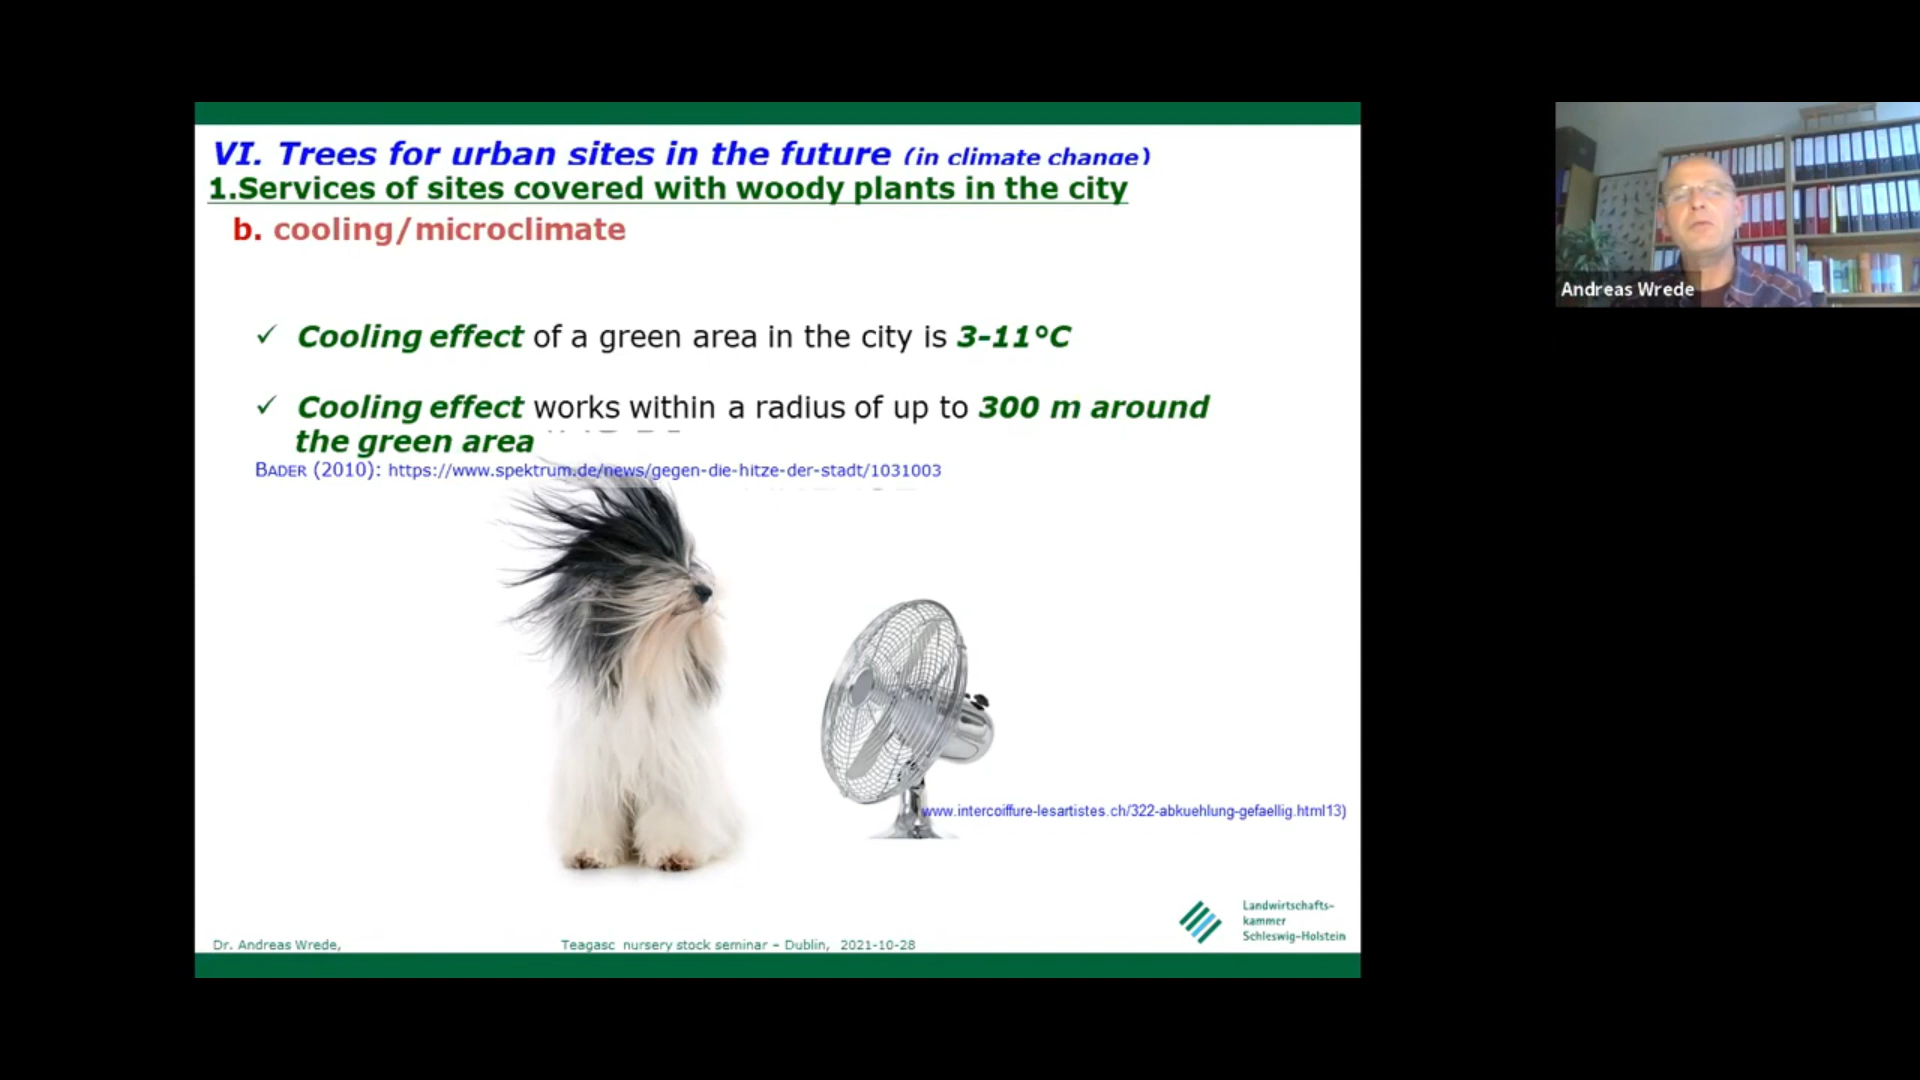 VI. Trees for urban sites in the future (in climate change)
1.Services of sites covered with woody plants in the city
b. cooling/microclimate
✓ Cooling effect of a green area in the city is 3-11°C
✓ Cooling effect works within a radius of up to 300 m around
the green area
BADER (2010): https://www.spektrum.de/news/gegen-die-hitze-der-stadt/1031003
www.intercoiffure-lesartistes.ch/322-abkuehlung-gefaellig.html13)
Landwirtschafts-
kammer
Schleswig-Holstein
Dr. Andreas Wrede,
Teagasc nursery stock seminar – Dublin, 2021-10-28
Andreas Wrede